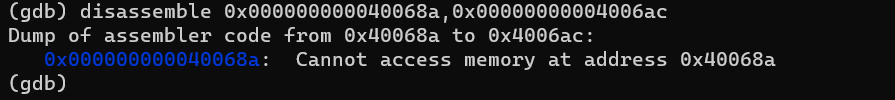 (gdb) disassemble 0x000000000040068a,0x00000000004006ac
Dump of assembler code from 0x40068a to 0x4006ac:
   0x000000000040068a:  Cannot access memory at address 0x40068a
(gdb)